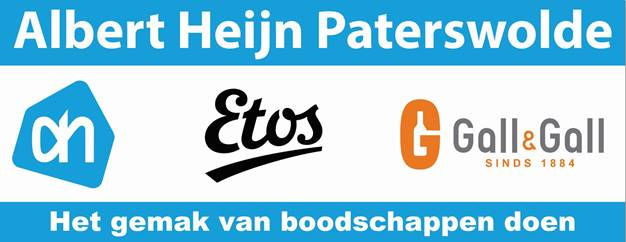 Albert Heijn Paterswolde
ah
Etos
Gall&Gall
SINDS 1884
Het gemak van boodschappen doen